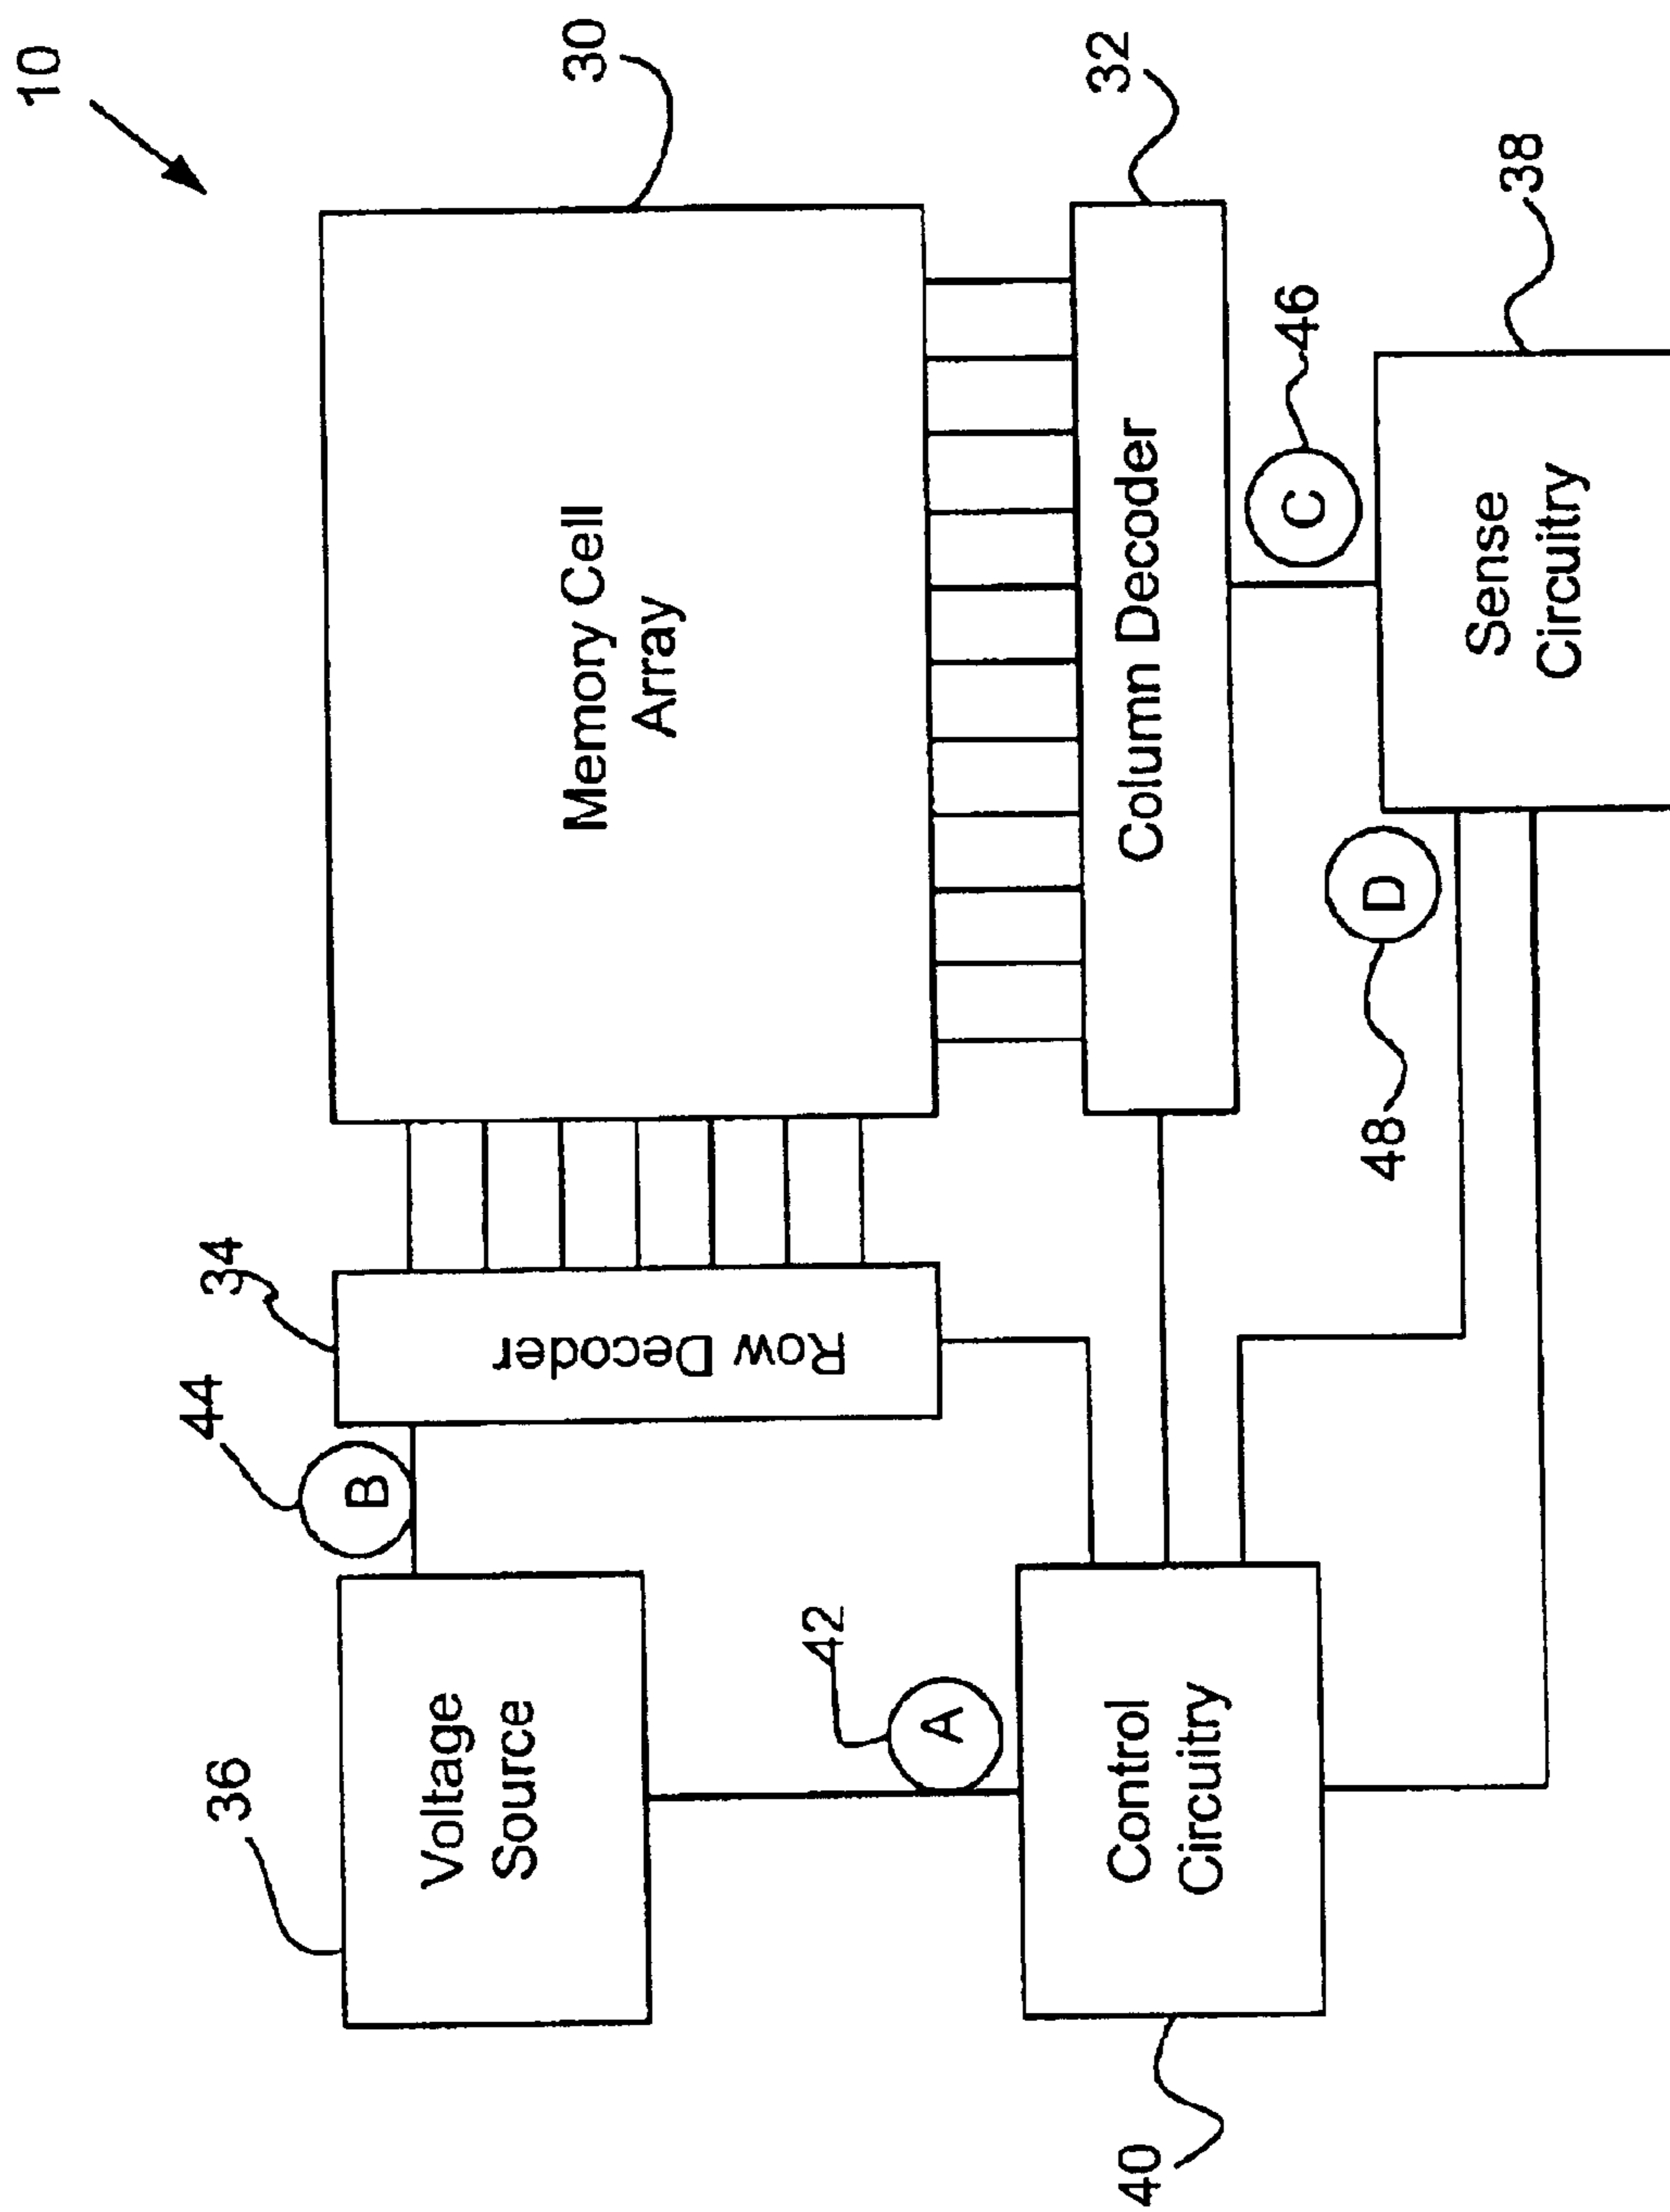 10
30
Memory Cell
Array
34
Row Decoder
44
B
36
Voltage
Source
32
Column Decoder
42
A
46
C
40
Control
Circuitry
48
D
38
Sense
Circuitry